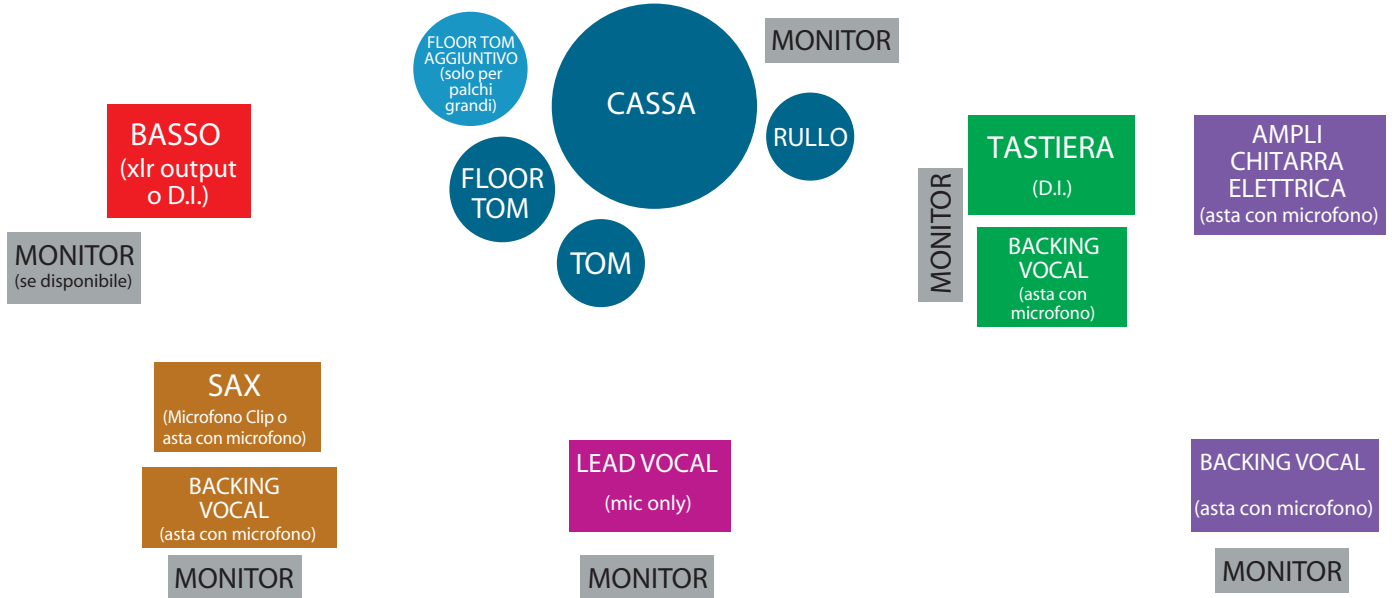 FLOOR TOM
AGGIUNTIVO
(solo per
palchi
grandi)
CASSA
MONITOR
RULLO
BASSO
(xlr output
o D.I.)
FLOOR
TOM
TOM
MONITOR
(se disponibile)
TASTIERA
(D.I.)
MONITOR
BACKING
VOCAL
(asta con
microfono)
AMPLI
CHITARRA
ELETTRICA
(asta con microfono)
SAX
(Microfono Clip o
asta con microfono)
BACKING
VOCAL
(asta con microfono)
MONITOR
LEAD VOCAL
(mic only)
MONITOR
BACKING VOCAL
(asta con microfono)
MONITOR